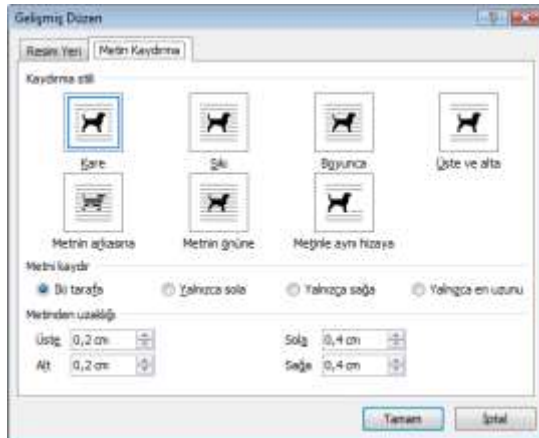 Gelişmiş Düzen
Resim Yeri Metin Kaydırma
Kaydırma stili
Kare Sıkı Boyunca Üste ve alta
Metnin arkasına Metnin önüne Metinle aynı hizaya
Metni kaydır
İki tarafa Yalnızca sola Yalnızca sağa Yalnızca en uzunu
Metinden uzaklığı
Üste 0,2 cm Sola 0,4 cm
Alt 0,2 cm Sağa 0,4 cm
Tamam İptal